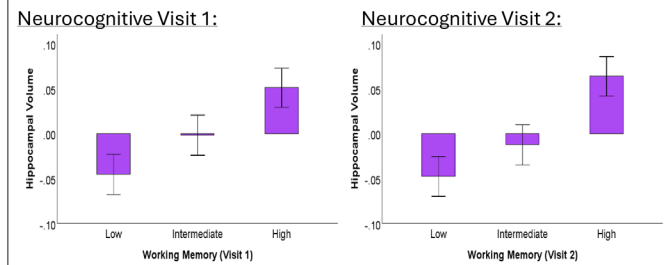 Neurocognitive Visit 1:
.10
.05
.00
-.05
-.10
Hippocampal Volume
Low
Intermediate
High
Working Memory (Visit 1)
Neurocognitive Visit 2:
.10
.05
.00
-.05
-.10
Hippocampal Volume
Low
Intermediate
High
Working Memory (Visit 2)